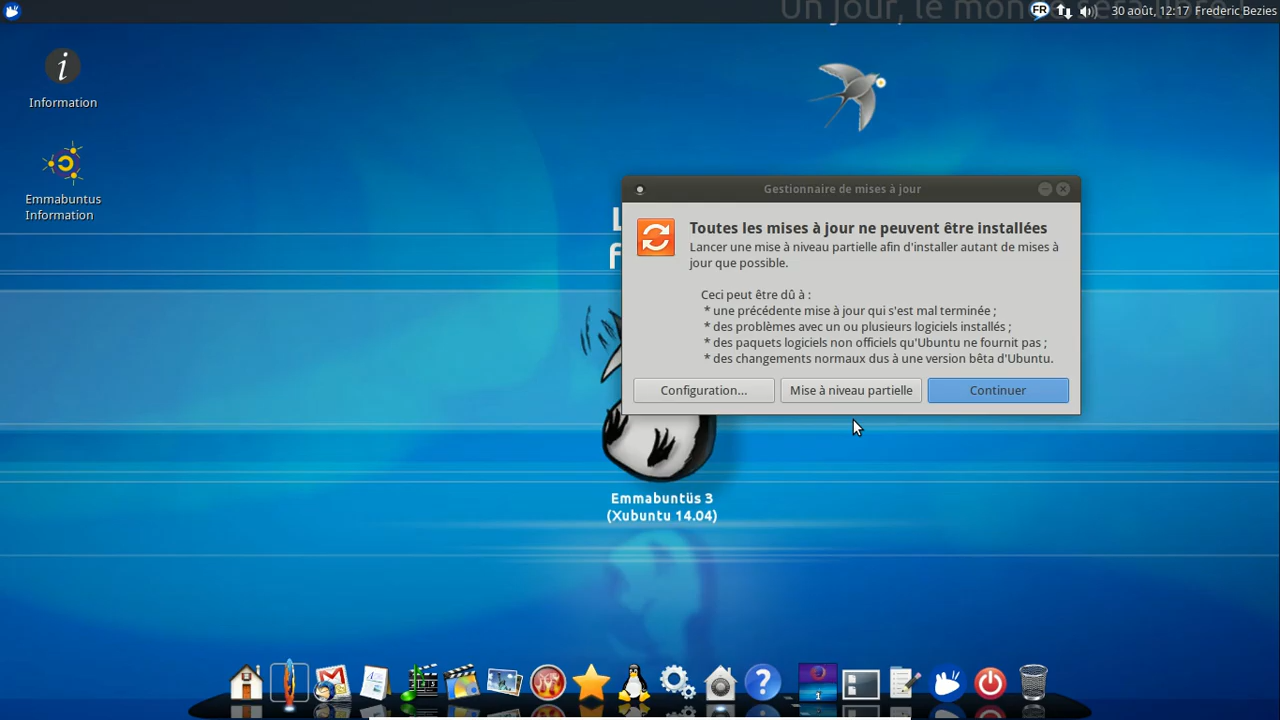 Un jour, le
FR
30 août, 12:17 Frederic Bezies
Information
Emmabuntus
Information
Gestionnaire de mises à jour
Toutes les mises à jour ne peuvent être installées
Lancer une mise à niveau partielle afin d'installer autant de mises à
jour que possible.
Ceci peut être dû à :
* une précédente mise à jour qui s'est mal terminée ;
* des problèmes avec un ou plusieurs logiciels installés ;
* des paquets logiciels non officiels qu'Ubuntu ne fournit pas ;
* des changements normaux dus à une version bêta d'Ubuntu.
Configuration...
Mise à niveau partielle
Continuer
Emmabuntüs 3
(Xubuntu 14.04)
1